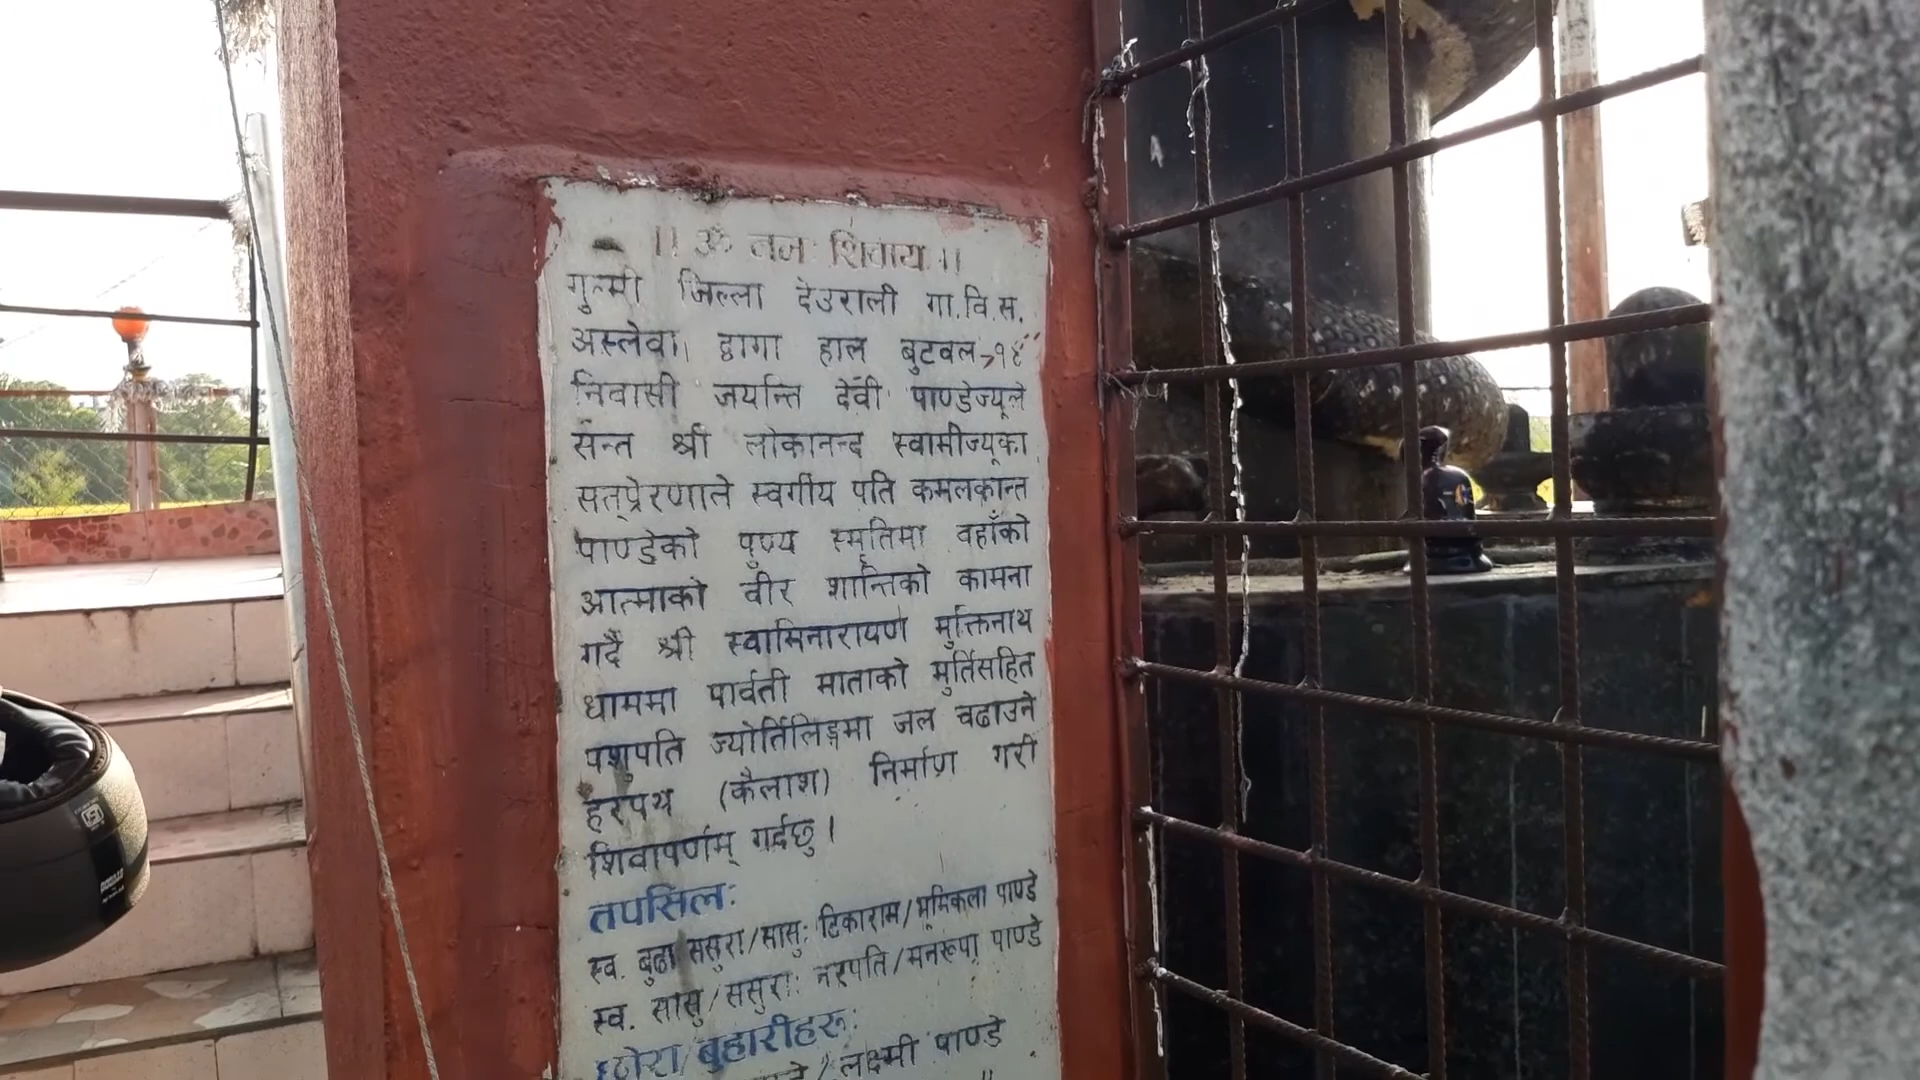 ।। ॐ नमः शिवाय ।।
गुल्मी जिल्ला देउराली गा.वि.स.
अस्लेवा। द्वागा हाल बुटवल
निवासी जयन्ति देवी पाण्डेज्यूले
सन्त श्री लोकानन्द स्वामीज्यूका
सत्प्रेरणाले स्वर्गीय पति कमलकान्त
पाण्डेको पुण्य स्मृतिमा वहाँको
आत्माको वीर शान्तिको कामना
गर्दै श्री स्वामिनारायण मुक्तिनाथ
धाममा पार्वती माताको मुर्तिसहित
पशुपति ज्योर्तिलिङ्गमा जल चढाउने
हरपथ (कैलाश) निर्माण गरी
शिवापर्णम् गर्दछु।
तपसिल:
स्व. बुढा ससुरा/सासु: टिकाराम/भूमिकला पाण्डे
स्व. सासु/ससुरा: नरपति/मनरूपा पाण्डे
छोरा/बुहारीहरू:
/लक्ष्मी पाण्डे